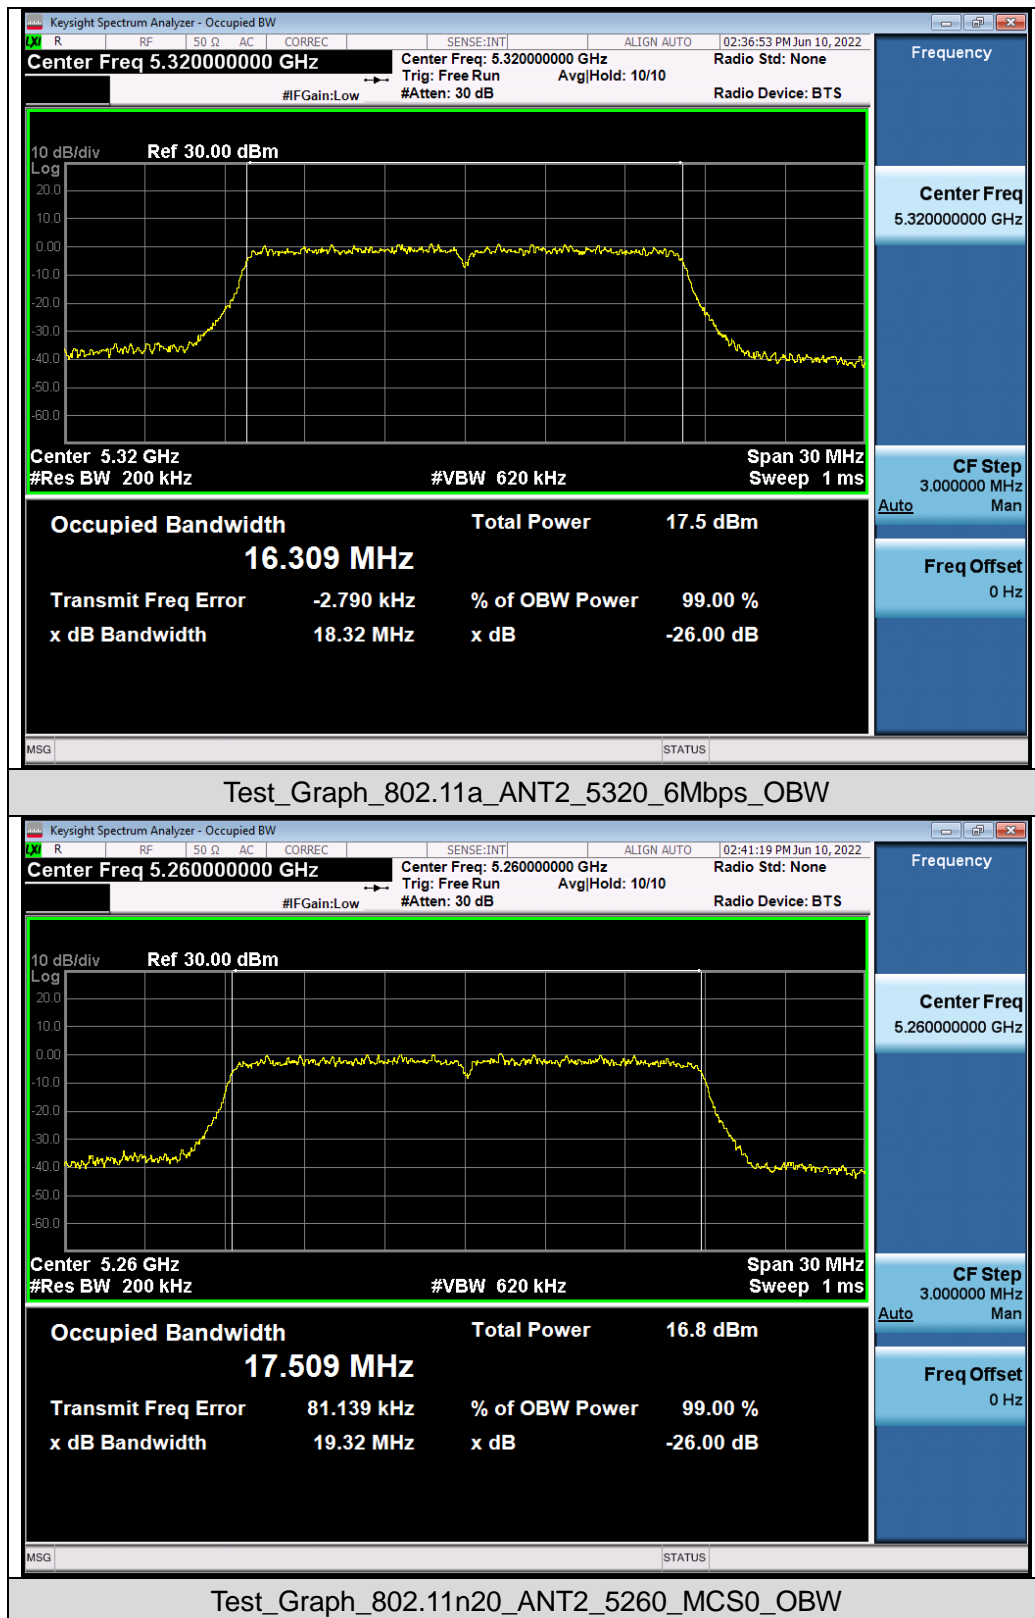 Keysight Spectrum Analyzer - Occupied BW
LXI R RF 50 Ω AC CORREC SENSE:INT ALIGN AUTO 02:36:53 PM Jun 10, 2022
Center Freq 5.320000000 GHz
Center Freq: 5.320000000 GHz
Radio Std: None
Trig: Free Run Avg|Hold: 10/10
#IFGain:Low
#Atten: 30 dB
Radio Device: BTS
Frequency
10 dB/div Ref 30.00 dBm
Log
20.0
10.0
0.00
-10.0
-20.0
-30.0
-40.0
-50.0
-60.0
Center Freq
5.320000000 GHz
Center 5.32 GHz Span 30 MHz
#Res BW 200 kHz #VBW 620 kHz Sweep 1 ms
CF Step
3.000000 MHz
Auto Man
Occupied Bandwidth Total Power 17.5 dBm
16.309 MHz
Transmit Freq Error -2.790 kHz % of OBW Power 99.00 %
x dB Bandwidth 18.32 MHz x dB -26.00 dB
Freq Offset
0 Hz
MSG STATUS
Test_Graph_802.11a_ANT2_5320_6Mbps_OBW
Keysight Spectrum Analyzer - Occupied BW
LXI R RF 50 Ω AC CORREC SENSE:INT ALIGN AUTO 02:41:19 PM Jun 10, 2022
Center Freq 5.260000000 GHz
Center Freq: 5.260000000 GHz
Radio Std: None
Trig: Free Run Avg|Hold: 10/10
#IFGain:Low
#Atten: 30 dB
Radio Device: BTS
Frequency
10 dB/div Ref 30.00 dBm
Log
20.0
10.0
0.00
-10.0
-20.0
-30.0
-40.0
-50.0
-60.0
Center Freq
5.260000000 GHz
Center 5.26 GHz Span 30 MHz
#Res BW 200 kHz #VBW 620 kHz Sweep 1 ms
CF Step
3.000000 MHz
Auto Man
Occupied Bandwidth Total Power 16.8 dBm
17.509 MHz
Transmit Freq Error 81.139 kHz % of OBW Power 99.00 %
x dB Bandwidth 19.32 MHz x dB -26.00 dB
Freq Offset
0 Hz
MSG STATUS
Test_Graph_802.11n20_ANT2_5260_MCS0_OBW